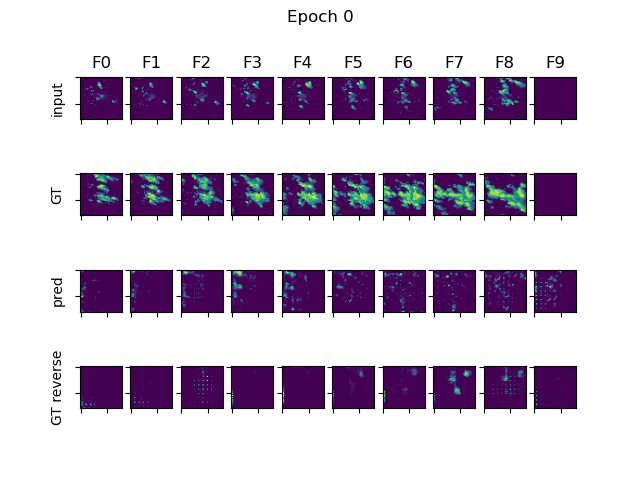 Epoch 0
F0 F1 F2 F3 F4 F5 F6 F7 F8 F9
input
GT
pred
GT reverse